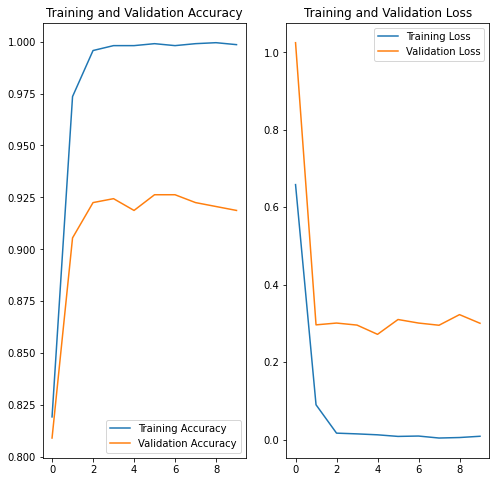 Training and Validation Accuracy
1.000
0.975
0.950
0.925
0.900
0.875
0.850
0.825
0.800
0 2 4 6 8
Training Accuracy
Validation Accuracy
Training and Validation Loss
1.0
0.8
0.6
0.4
0.2
0.0
0 2 4 6 8
Training Loss
Validation Loss